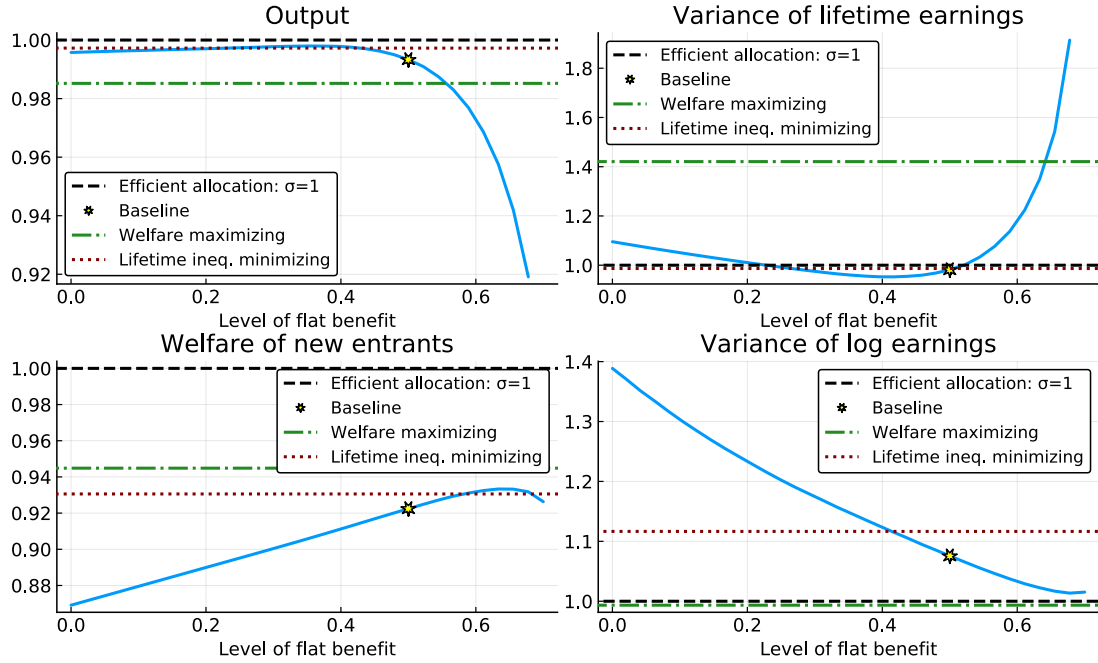 Output
1.00
0.98
0.96
0.94
0.92
Efficient allocation: σ=1
Baseline
Welfare maximizing
Lifetime ineq. minimizing
0.0
0.2
0.4
0.6
Level of flat benefit
Variance of lifetime earnings
1.8
1.6
1.4
1.2
1.0
Efficient allocation: σ=1
Baseline
Welfare maximizing
Lifetime ineq. minimizing
0.0
0.2
0.4
0.6
Level of flat benefit
Welfare of new entrants
1.00
0.98
0.96
0.94
0.92
0.90
0.88
Efficient allocation: σ=1
Baseline
Welfare maximizing
Lifetime ineq. minimizing
0.0
0.2
0.4
0.6
Level of flat benefit
Variance of log earnings
1.4
1.3
1.2
1.1
1.0
Efficient allocation: σ=1
Baseline
Welfare maximizing
Lifetime ineq. minimizing
0.0
0.2
0.4
0.6
Level of flat benefit